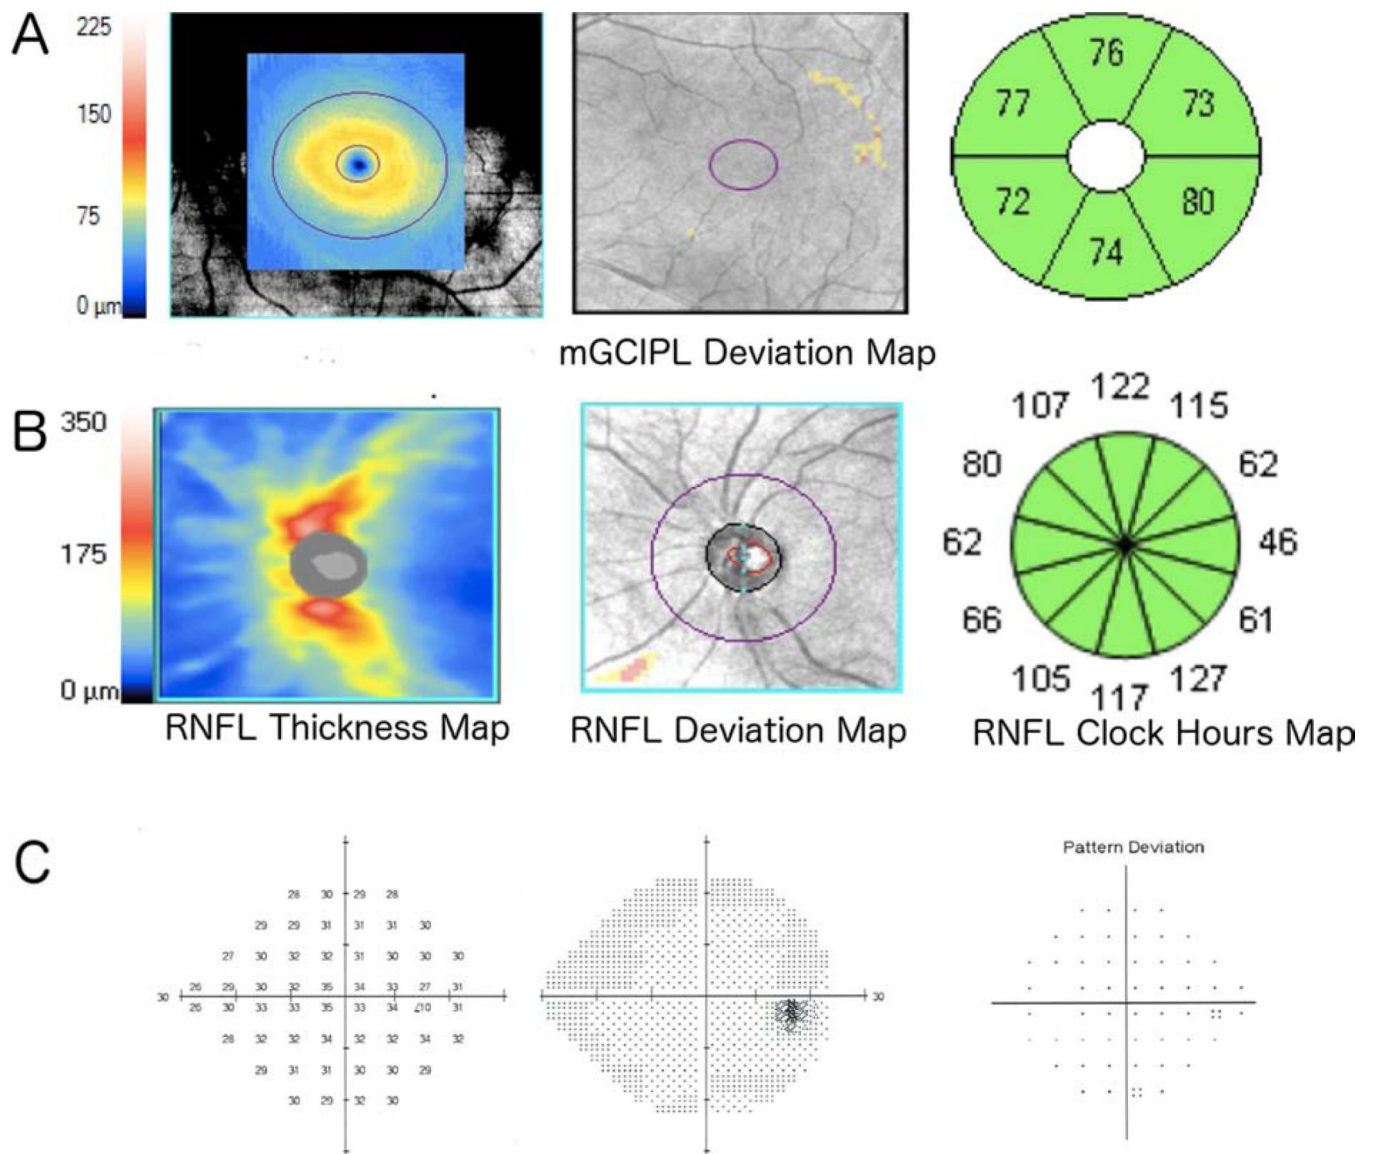 A
225
150
75
0 µm
76
77
73
72
80
74
mGCIPL Deviation Map
B
350
175
0 µm
122
107
115
80
62
62
46
66
61
105
127
117
RNFL Thickness Map
RNFL Deviation Map
RNFL Clock Hours Map
C
Pattern Deviation
28 30 29 28
29 29 31 31 31 30
27 30 32 32 31 30 30 30
26 29 30 32 35 34 33 27 31
30
30
26 30 33 33 35 33 34 10 31
28 32 32 34 32 32 34 32
29 31 31 30 30 29
30 29 32 30